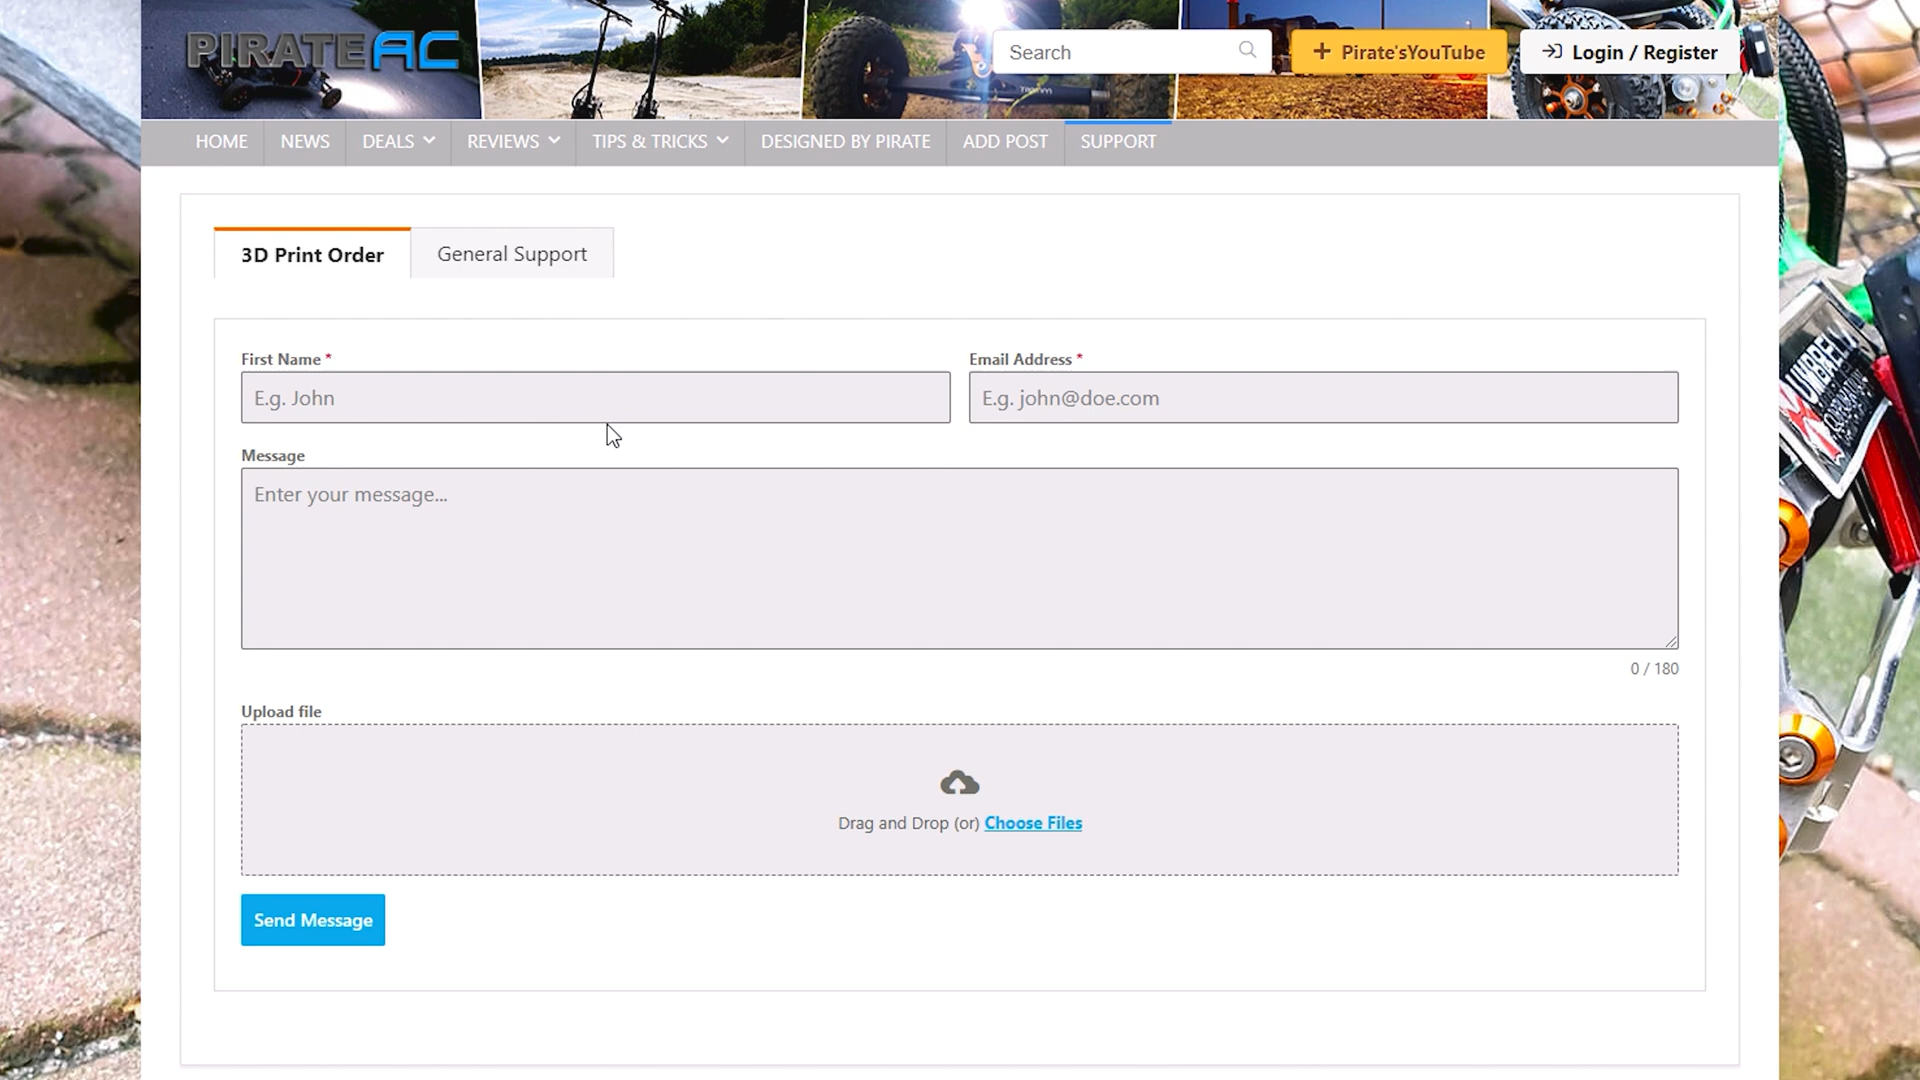 PIRATEAC
Search
Pirate'sYouTube
Login / Register
HOME
NEWS
DEALS
REVIEWS
TIPS & TRICKS
DESIGNED BY PIRATE
ADD POST
SUPPORT
3D Print Order
General Support
First Name *
Email Address *
E.g. John
E.g. john@doe.com
Message
Enter your message...
0 / 180
Upload file
Drag and Drop (or) Choose Files
Send Message